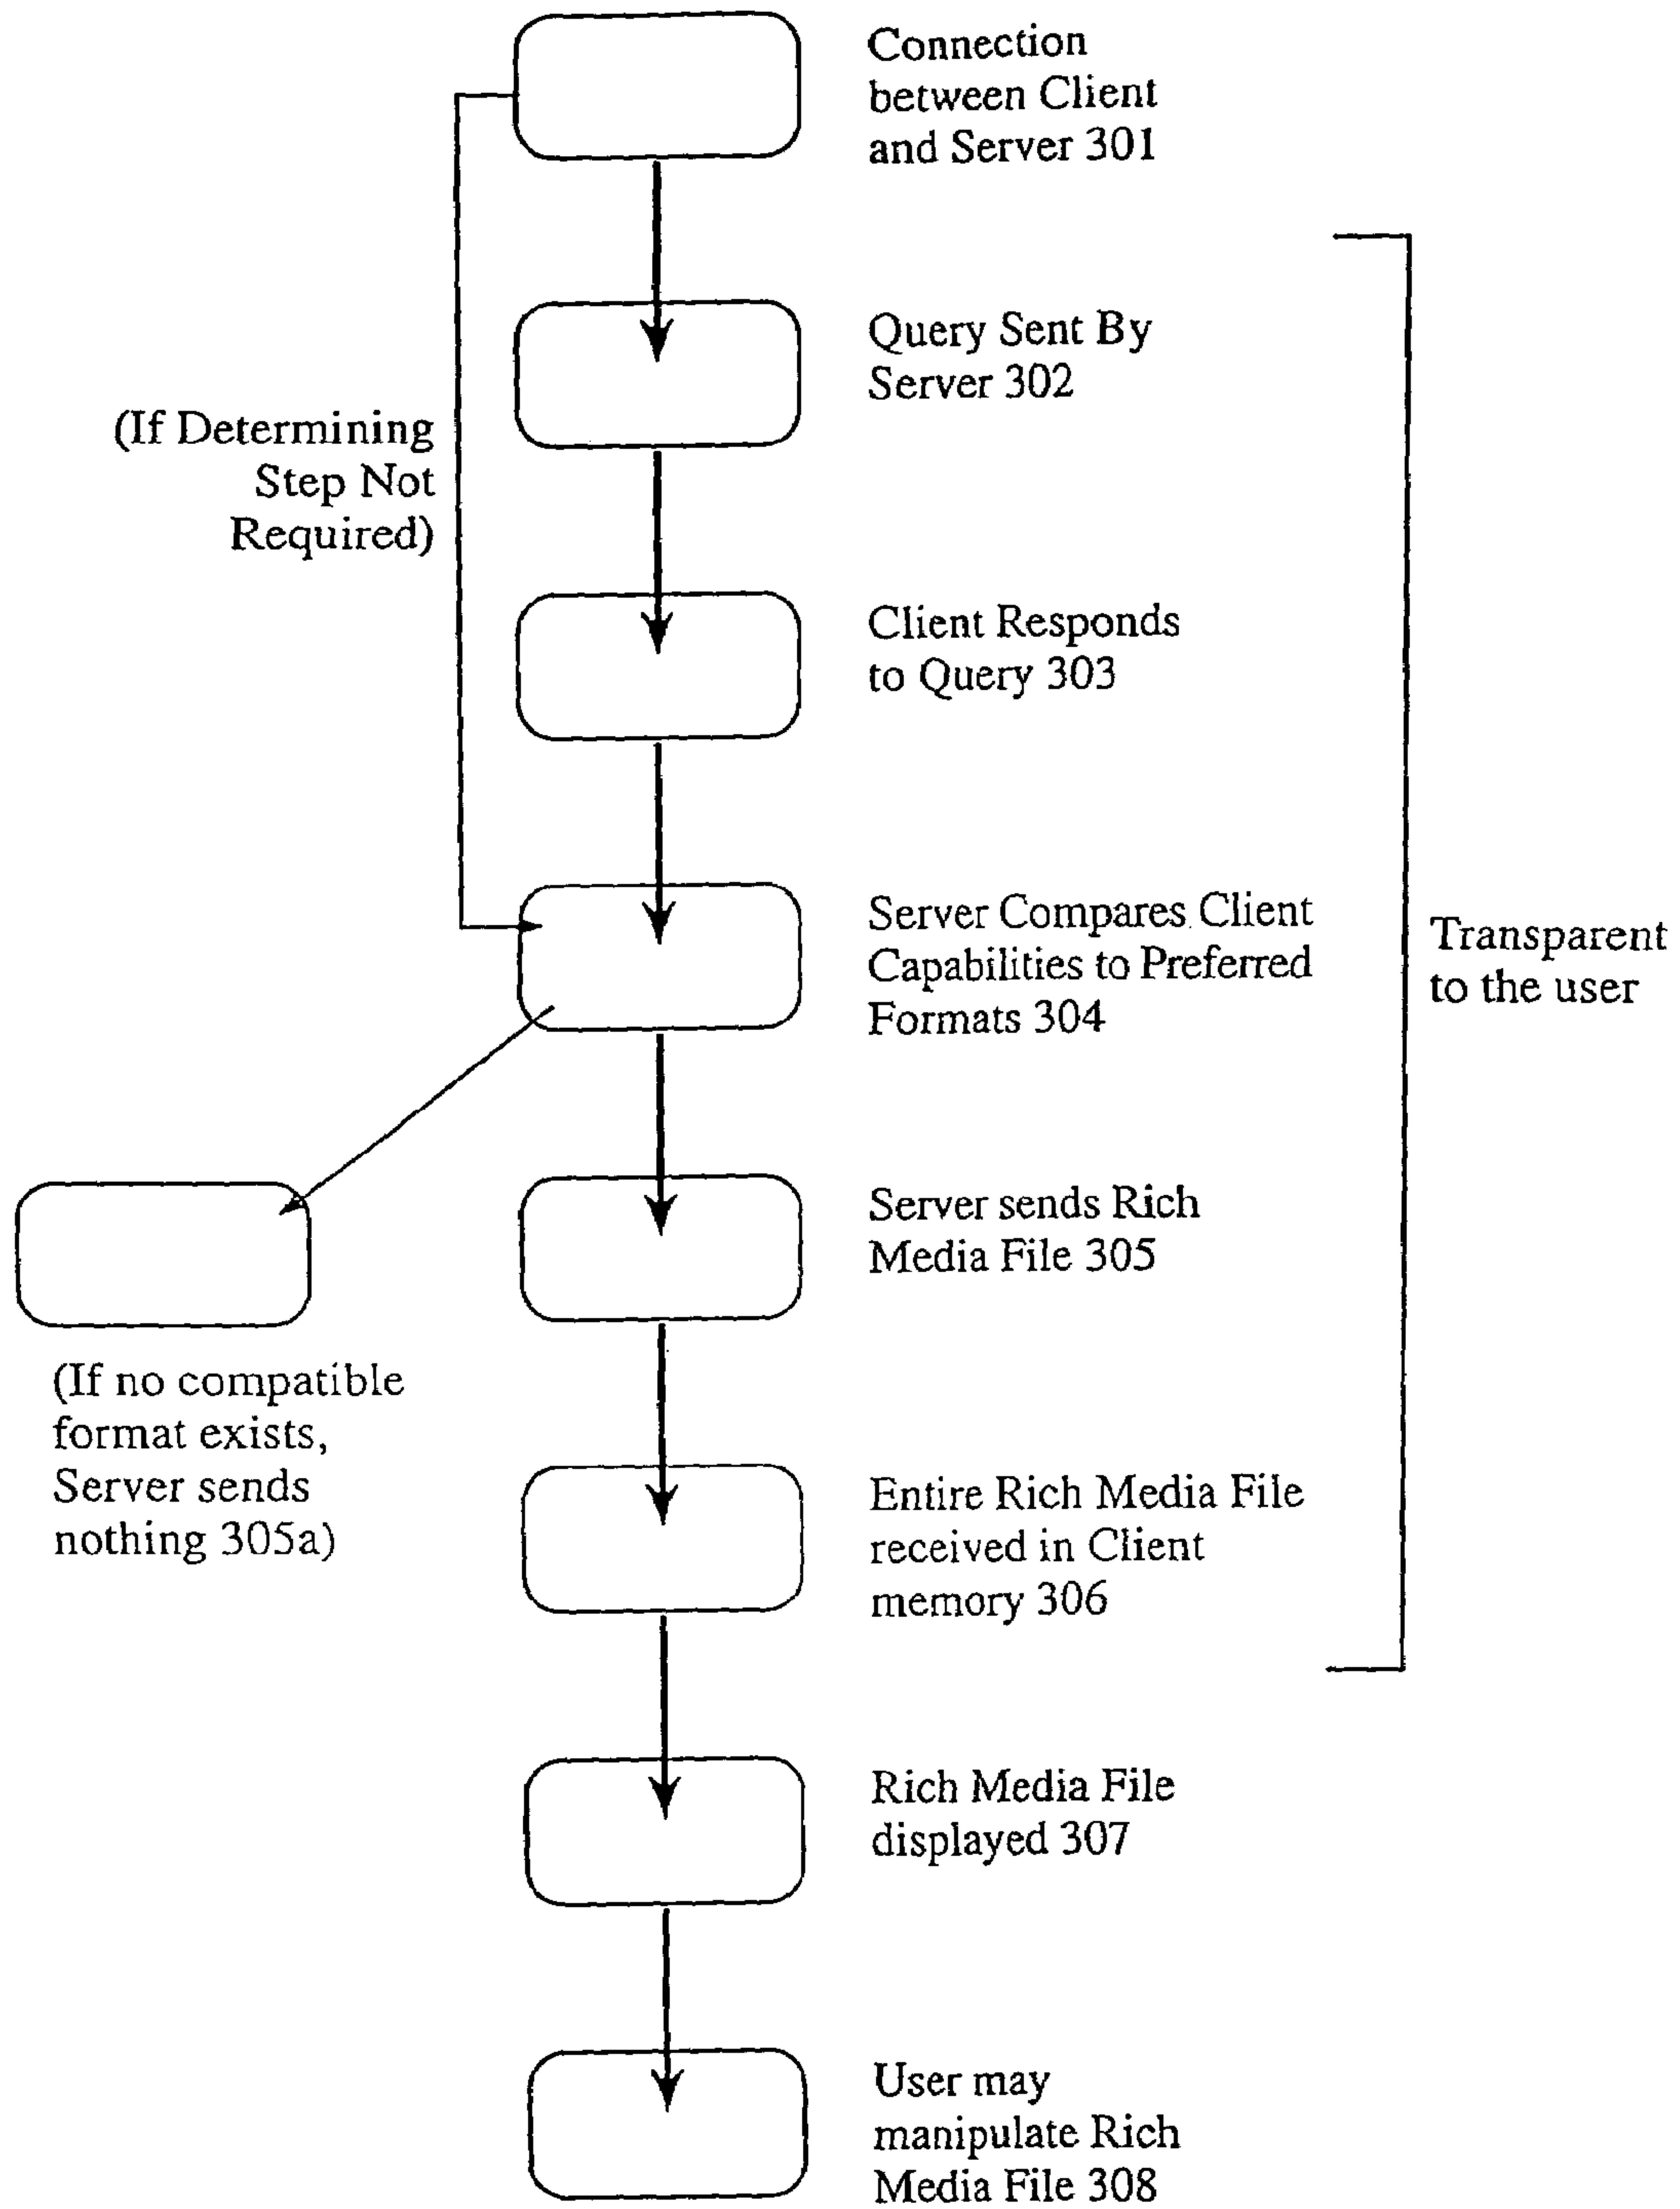 Connection
between Client
and Server 301
Query Sent By
Server 302
(If Determining
Step Not
Required)
Client Responds
to Query 303
Server Compares Client
Capabilities to Preferred
Formats 304
Transparent
to the user
Server sends Rich
Media File 305
(If no compatible
format exists,
Server sends
nothing 305a)
Entire Rich Media File
received in Client
memory 306
Rich Media File
displayed 307
User may
manipulate Rich
Media File 308